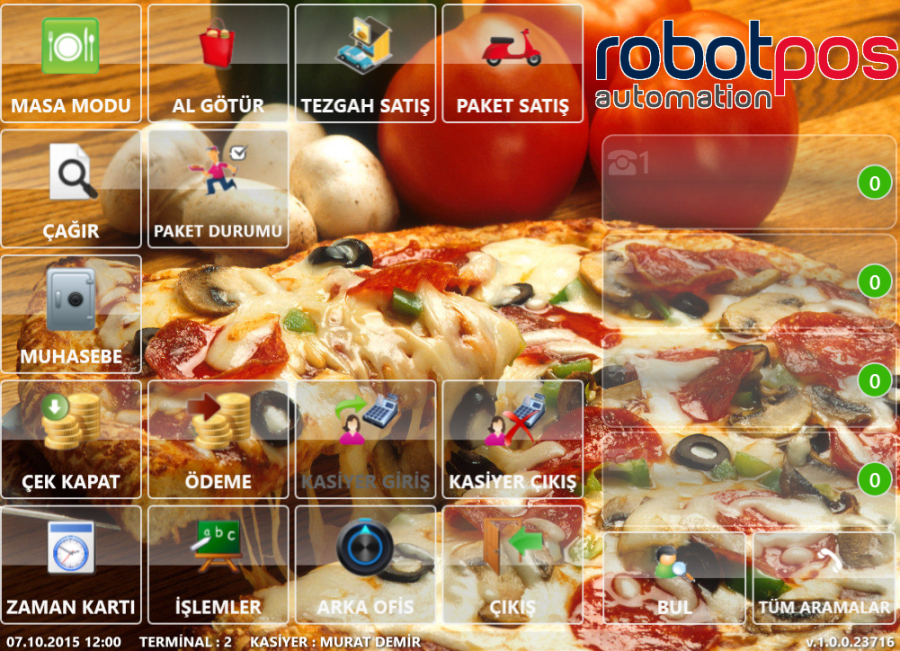 MASA MODU
AL GÖTÜR
TEZGAH SATIŞ
PAKET SATIŞ
robotpos
automation
ÇAĞIR
PAKET DURUMU
1
0
MUHASEBE
0
ÇEK KAPAT
ÖDEME
KASİYER GİRİŞ
KASİYER ÇIKIŞ
0
0
ZAMAN KARTI
a b c
İŞLEMLER
ARKA OFİS
ÇIKIŞ
BUL
TÜM ARAMALAR
07.10.2015 12:00 TERMİNAL : 2 KASİYER : MURAT DEMİR
v.1.0.0.23716